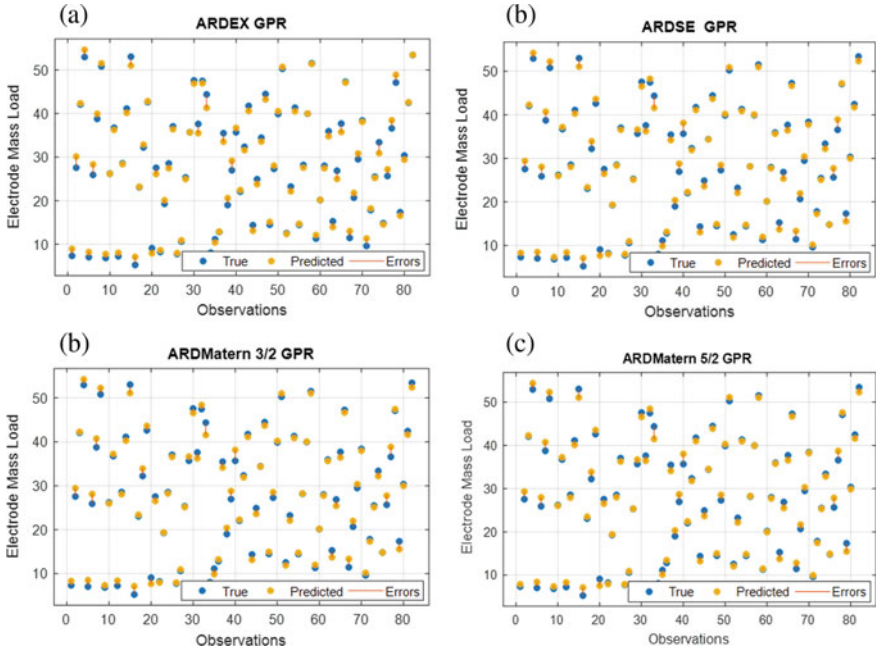 (a)
ARDEX GPR
Electrode Mass Load
50
40
30
20
10
0 10 20 30 40 50 60 70 80
True Predicted Errors
Observations
(b)
ARDSE GPR
Electrode Mass Load
50
40
30
20
10
0 10 20 30 40 50 60 70 80
True Predicted Errors
Observations
(b)
ARDMatern 3/2 GPR
Electrode Mass Load
50
40
30
20
10
0 10 20 30 40 50 60 70 80
True Predicted Errors
Observations
(c)
ARDMatern 5/2 GPR
Electrode Mass Load
50
40
30
20
10
0 10 20 30 40 50 60 70 80
True Predicted Errors
Observations